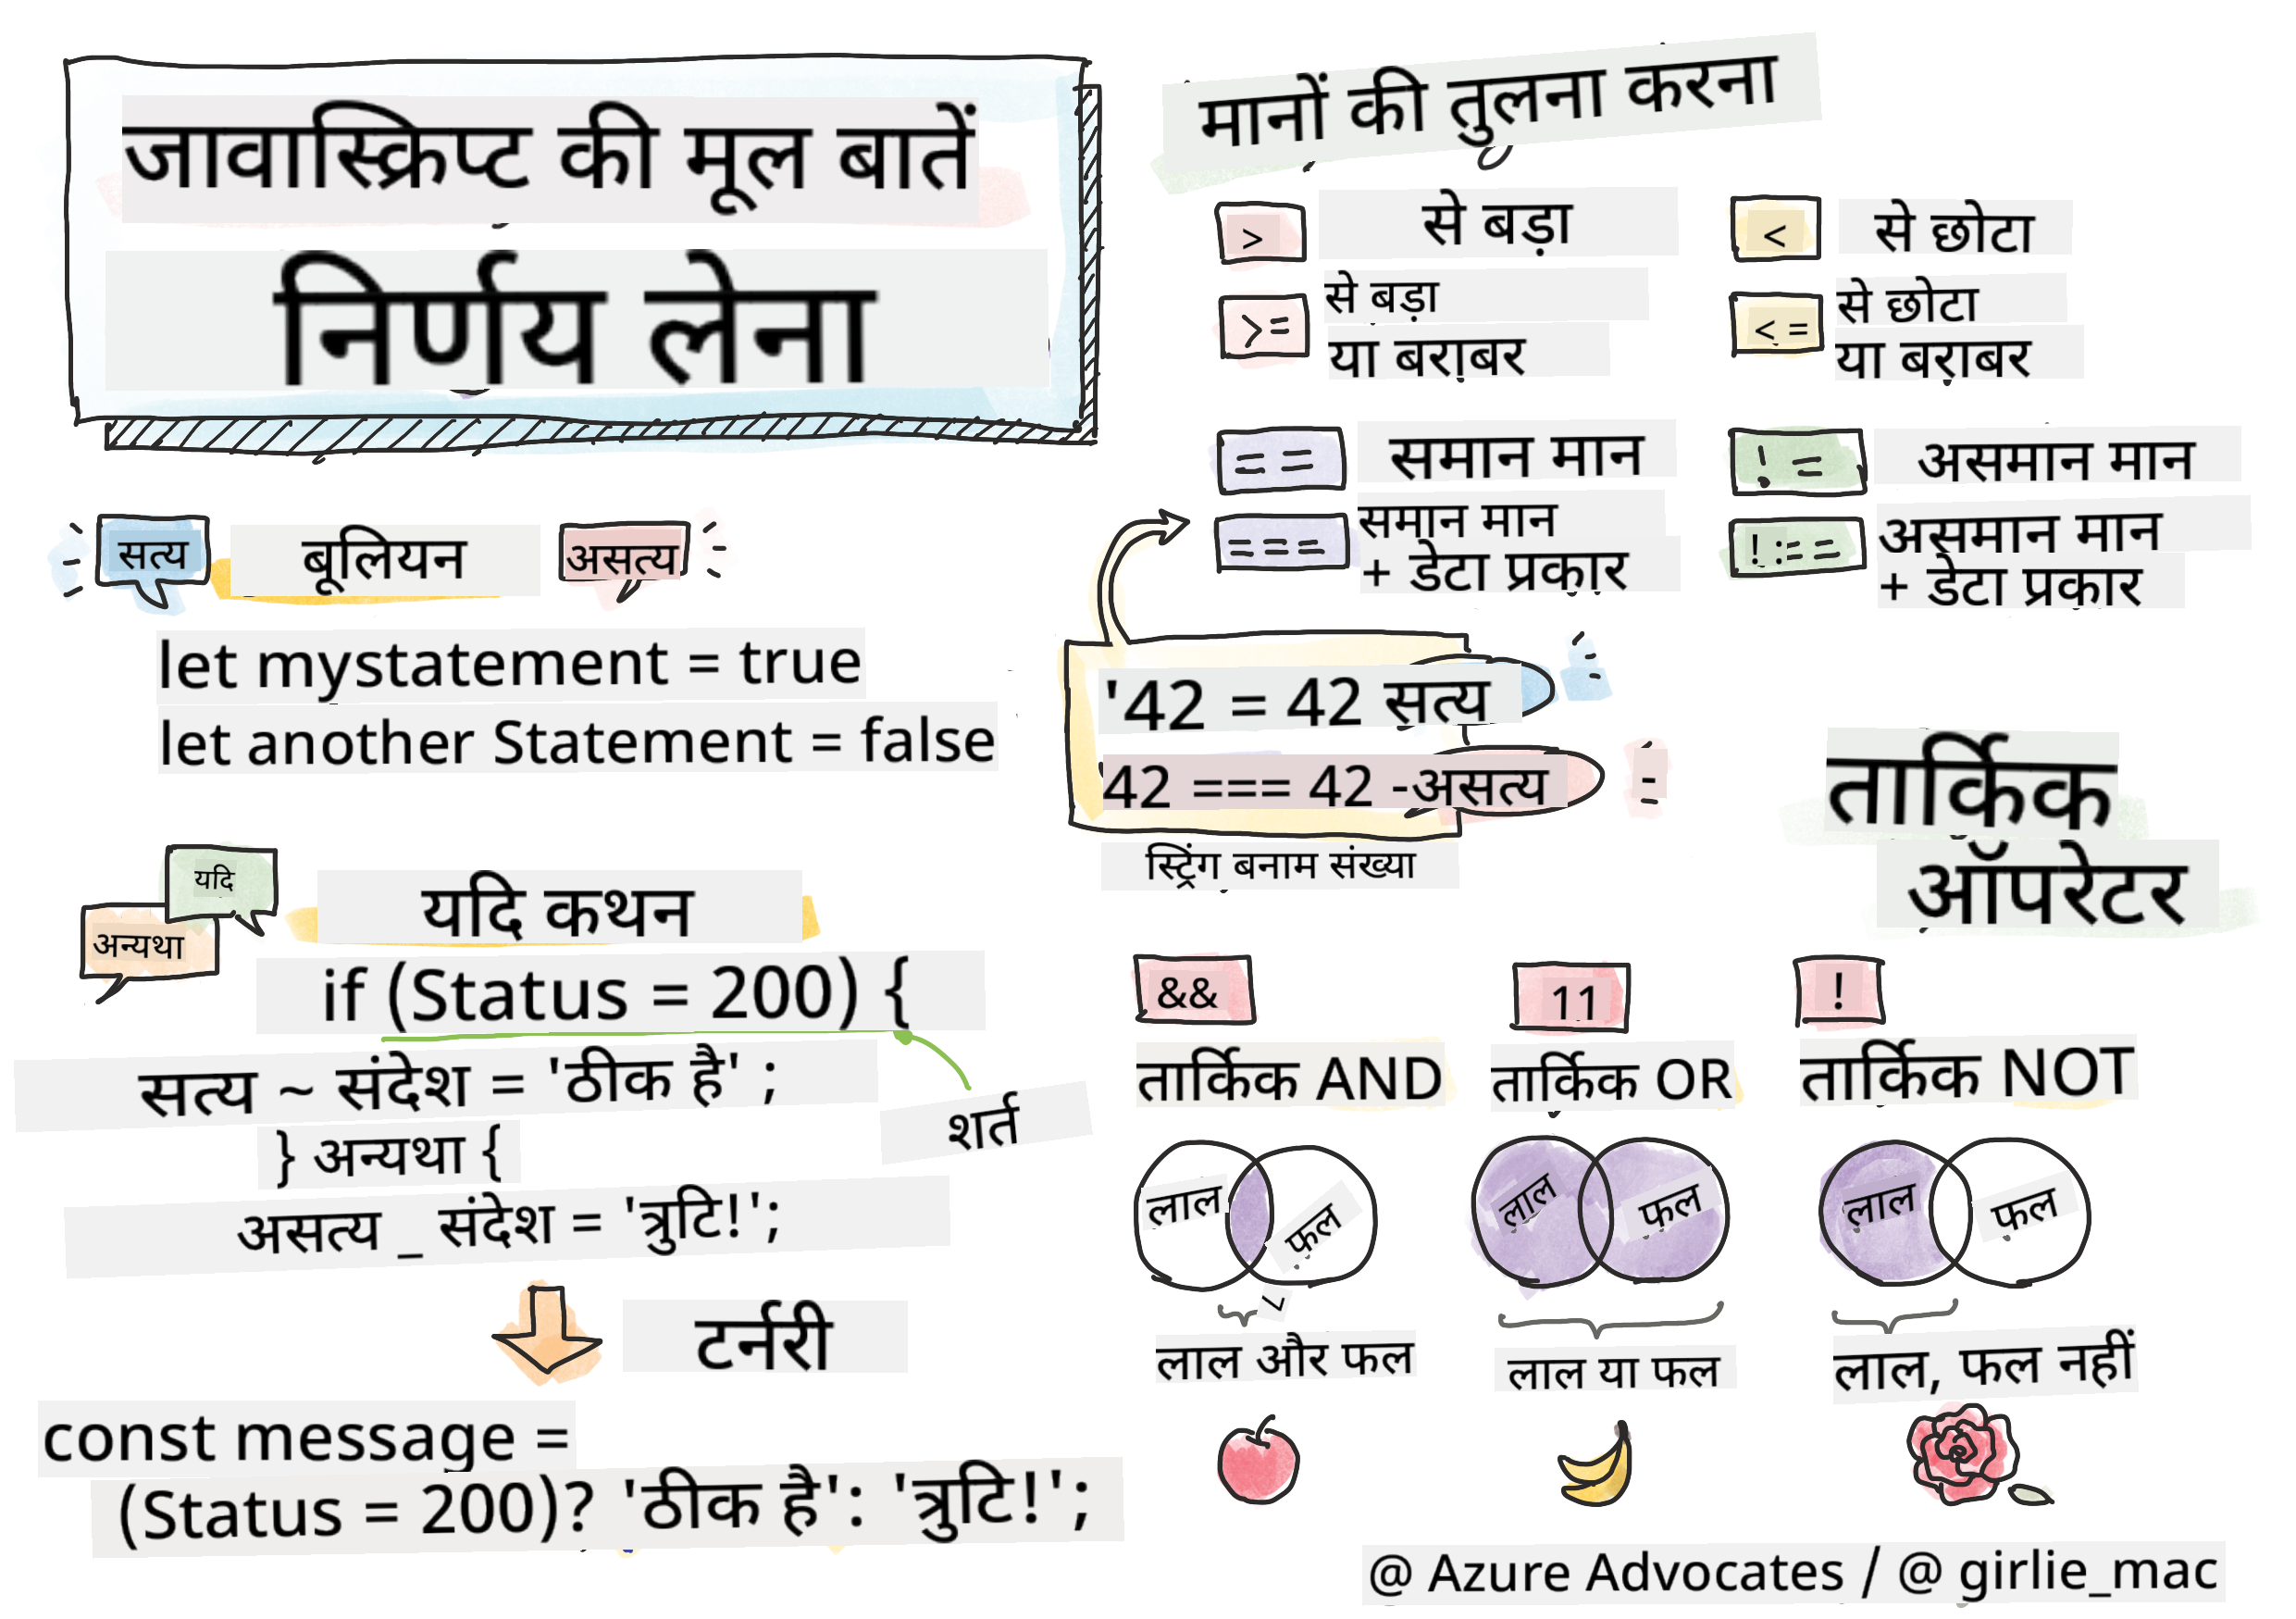 जावास्क्रिप्ट की मूल बातें
निर्णय लेना
सत्य
बूलियन
असत्य
let mystatement = true
let another Statement = false
यदि
अन्यथा
यदि कथन
if (Status = 200) {
सत्य ~ संदेश = 'ठीक है' ;
} अन्यथा {
असत्य _ संदेश = 'त्रुटि!';
शर्त
टर्नरी
const message =
(Status = 200)? 'ठीक है': 'त्रुटि!';
मानों की तुलना करना
> से बड़ा
< से छोटा
>= से बड़ा
या बराबर
< = से छोटा
या बराबर
== समान मान
! = असमान मान
=== समान मान
+ डेटा प्रकार
! == असमान मान
+ डेटा प्रकार
'42 = 42 सत्य
42 === 42 -असत्य
स्ट्रिंग बनाम संख्या
तार्किक
ऑपरेटर
&&
11
!
तार्किक AND
तार्किक OR
तार्किक NOT
लाल
फल
लाल
फल
लाल
फल
लाल और फल
लाल या फल
लाल, फल नहीं
@ Azure Advocates / @ girlie_mac